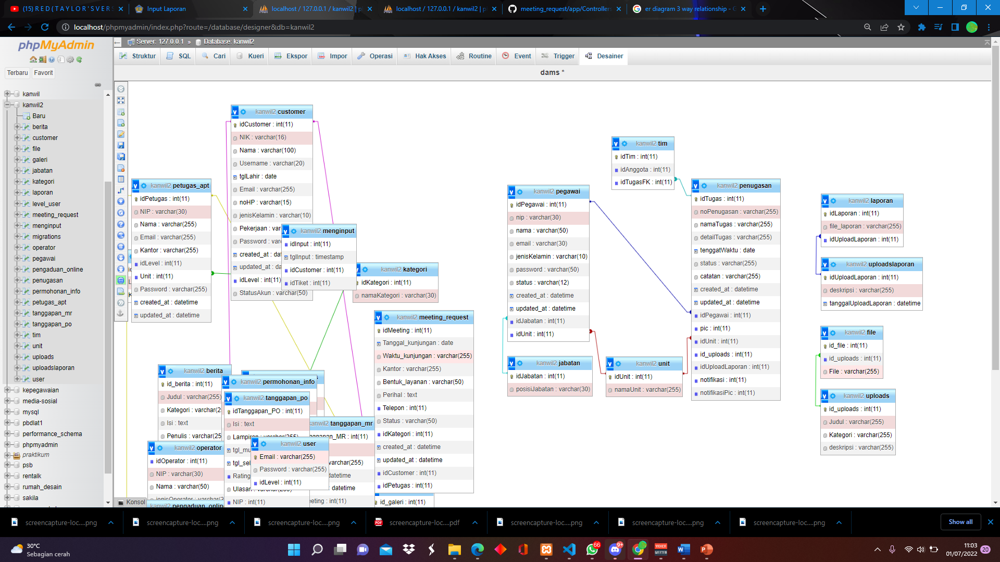 (15) R E D ( T A Y L O R ' S V E R S
Input Laporan
localhost / 127.0.0.1 / kanwil2 | p
localhost / 127.0.0.1 / kanwil2 | p
meeting_request/app/Controllers
er diagram 3 way relationship - G
localhost/phpmyadmin/index.php?route=/database/designer&db=kanwil2
phpMyAdmin
Terbaru
Favorit
kanwil
kanwil2
Baru
berita
customer
file
galeri
jabatan
kategori
laporan
level_user
meeting_request
menginput
migrations
operator
pegawai
pengaduan_online
penugasan
permohonan_info
petugas_apt
tanggapan_mr
tanggapan_po
tim
unit
uploads
uploadslaporan
user
kepegawaian
media-sosial
mysql
pbdlat1
performance_schema
phpmyadmin
praktikum
psb
rentalk
rumah_desain
sakila
Server: 127.0.0.1 » Database: kanwil2
Struktur
SQL
Cari
Kueri
Ekspor
Impor
Operasi
Hak Akses
Routine
Event
Trigger
Desainer
dams *
kanwil2 customer
idCustomer : int(11)
NIK : varchar(16)
Nama : varchar(100)
Username : varchar(20)
tglLahir : date
Email : varchar(255)
noHP : varchar(15)
jenisKelamin : varchar(10)
Pekerjaan : var
Password : var
created_at : dat
updated_at : da
idLevel : int(11)
StatusAkun : varchar(50)
kanwil2 petugas_apt
idPetugas : int(11)
NIP : varchar(30)
Nama : varchar(255)
Email : varchar(255)
Kantor : varchar(255)
idLevel : int(11)
Unit : int(11)
Password : varchar(255)
created_at : datetime
updated_at : datetime
kanwil2 menginput
idInput : int(11)
tglInput : timestamp
idCustomer : int(11)
idTiket : int(11)
kanwil2 kategori
idKategori : int(11)
namaKategori : varchar(30)
kanwil2 meeting_request
idMeeting : int(11)
Tanggal_kunjungan : date
Waktu_kunjungan : varchar(255)
Kantor : varchar(255)
Bentuk_layanan : varchar(50)
Perihal : text
Telepon : int(11)
Status : varchar(50)
idKategori : int(11)
created_at : datetime
updated_at : datetime
idCustomer : int(11)
idPetugas : int(11)
kanwil2 berita
id_berita : int(11)
Judul : varchar(255)
Kategori : varchar(2
Isi : text
Penulis : varchar(25
kanwil2 operator
idOperator : int(11)
NIP : varchar(30)
Nama : varchar(50)
kanwil2 pengaduan_onlin
kanwil2 permohonan_info
kanwil2 tanggapan_po
idTanggapan_PO : int(11)
Isi : text
Lampiran : varchar(255)
tgl_mu
tgl_sel
Rating
Ulasan
NIP : int(11)
kanwil2 user
Email : varchar(255)
Password : varchar(255)
idLevel : int(11)
kanwil2 tanggapan_mr
nggapan_MR : int(11)
varchar(255)
datetime
datetime
eeting : int(11)
id_galeri : int(11)
kanwil2 pegawai
idPegawai : int(11)
nip : varchar(30)
nama : varchar(50)
email : varchar(30)
jenisKelamin : varchar(10)
password : varchar(50)
status : varchar(12)
created_at : datetime
updated_at : datetime
idJabatan : int(11)
idUnit : int(11)
kanwil2 jabatan
idJabatan : int(11)
posisiJabatan : varchar(30)
kanwil2 unit
idUnit : int(11)
namaUnit : varchar(255)
kanwil2 tim
idTim : int(11)
idAnggota : int(11)
idTugasFK : int(11)
kanwil2 penugasan
idTugas : int(11)
noPenugasan : varchar(255)
namaTugas : varchar(255)
detailTugas : varchar(255)
tenggatWaktu : date
status : varchar(255)
catatan : varchar(255)
created_at : datetime
updated_at : datetime
idPegawai : int(11)
pic : int(11)
idUnit : int(11)
id_uploads : int(11)
idUploadLaporan : int(11)
notifikasi : int(11)
notifikasiPic : int(11)
kanwil2 laporan
idLaporan : int(11)
file_laporan : varchar(255)
idUploadLaporan : int(11)
kanwil2 uploadslaporan
idUploadLaporan : int(11)
deskripsi : varchar(255)
tanggalUploadLaporan : datetime
kanwil2 file
id_file : int(11)
id_uploads : int(11)
File : varchar(255)
kanwil2 uploads
id_uploads : int(11)
Judul : varchar(255)
Kategori : varchar(255)
deskripsi : varchar(255)
Konsol
screencapture-loc....png
screencapture-loc....png
screencapture-loc....png
screencapture-loc....pdf
screencapture-loc....png
screencapture-loc....png
screencapture-loc....png
Show all
30°C
Sebagian cerah
66
9+
VOICE
MEETER
11:03
01/07/2022
20